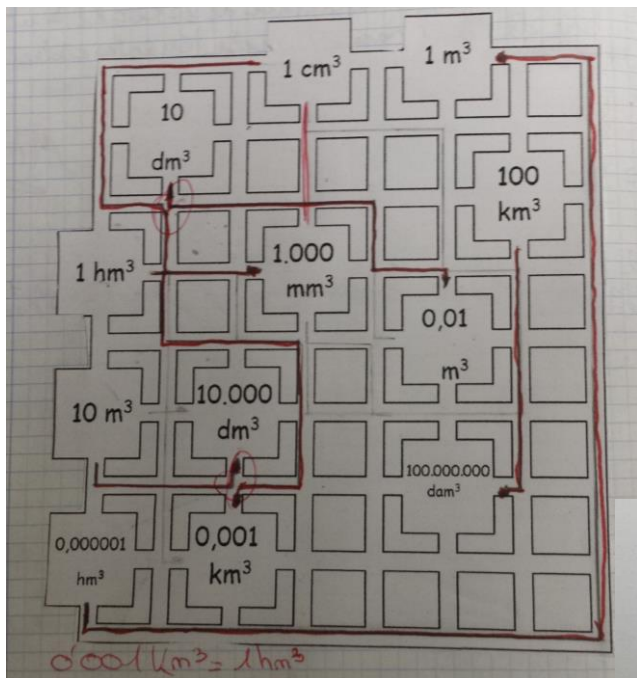 1 cm³
1 m³
10
dm³
100
km³
1 hm³
1.000
mm³
0,01
m³
10 m³
10.000
dm³
100.000.000
dam³
0,000001
hm³
0,001
km³
0'001 km³ = 1 hm³